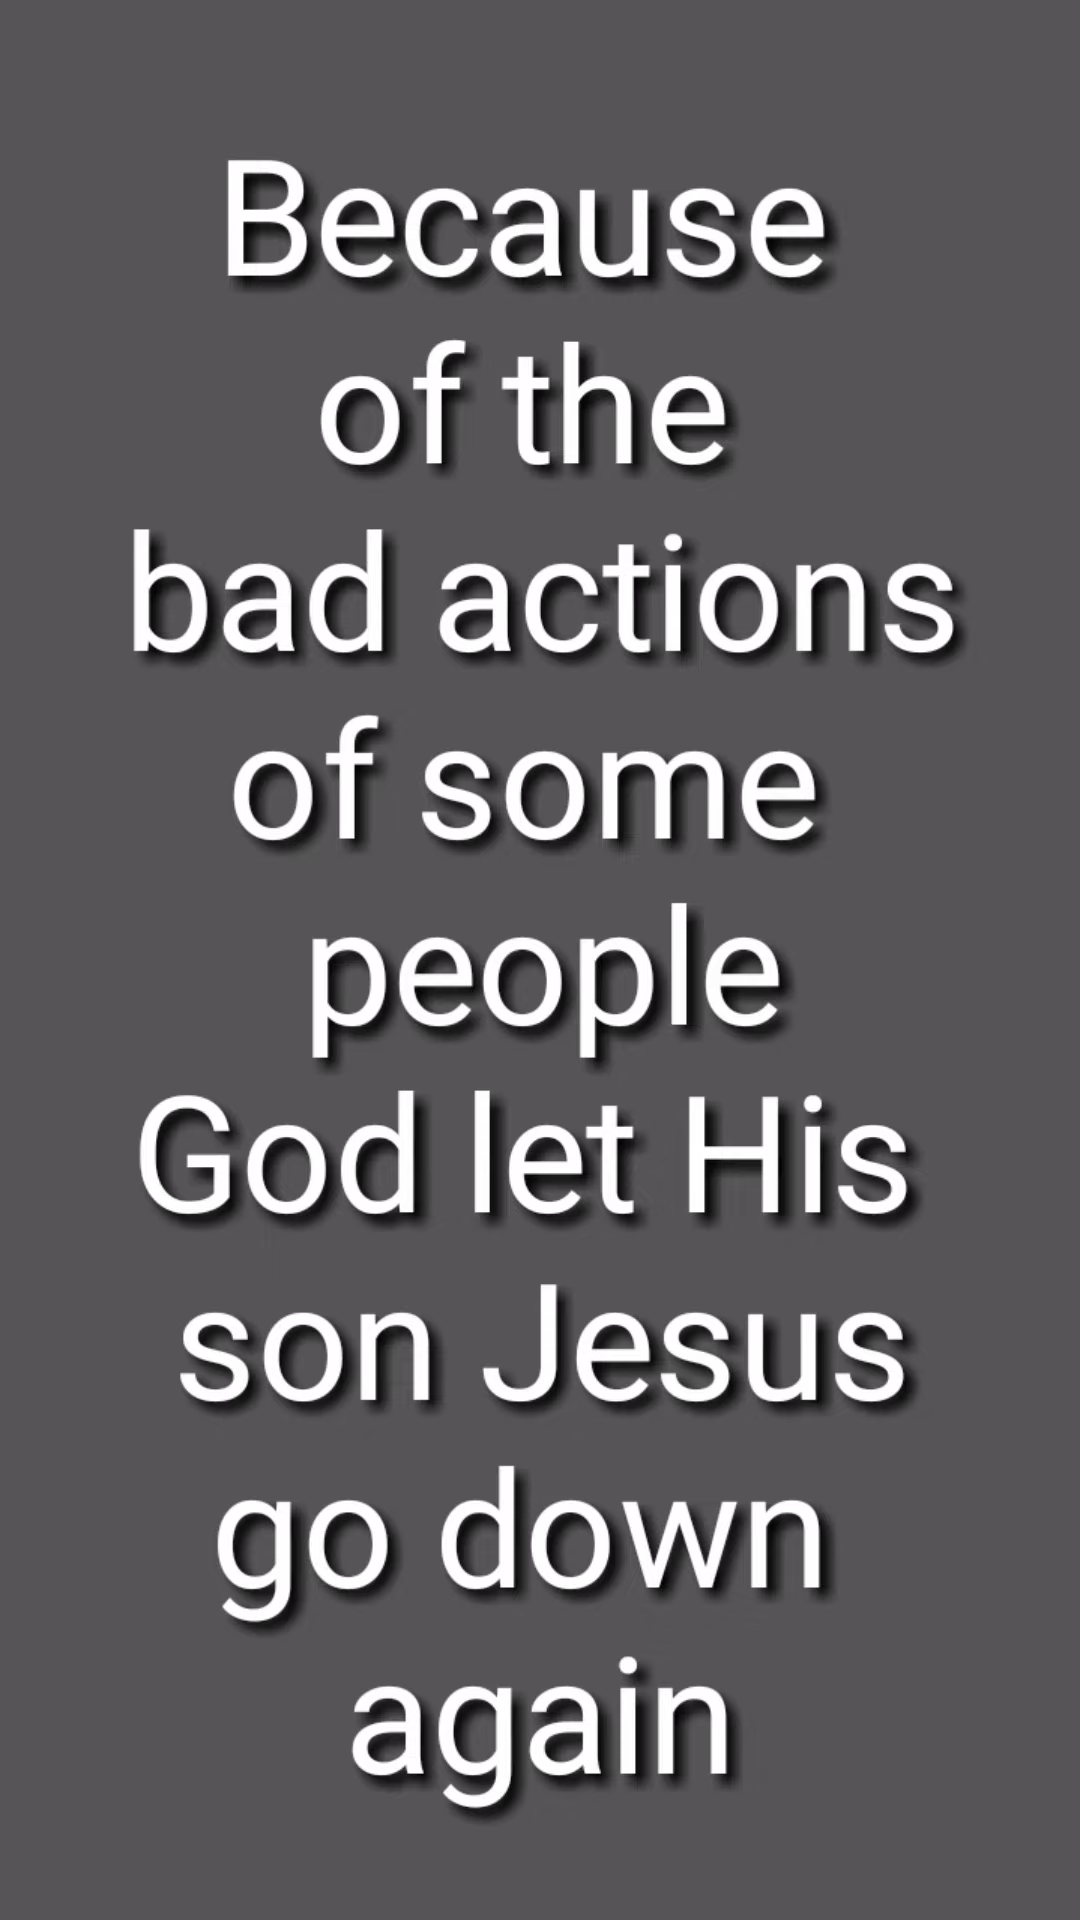 Because
of the
bad actions
of some
people
God let His
son Jesus
go down
again